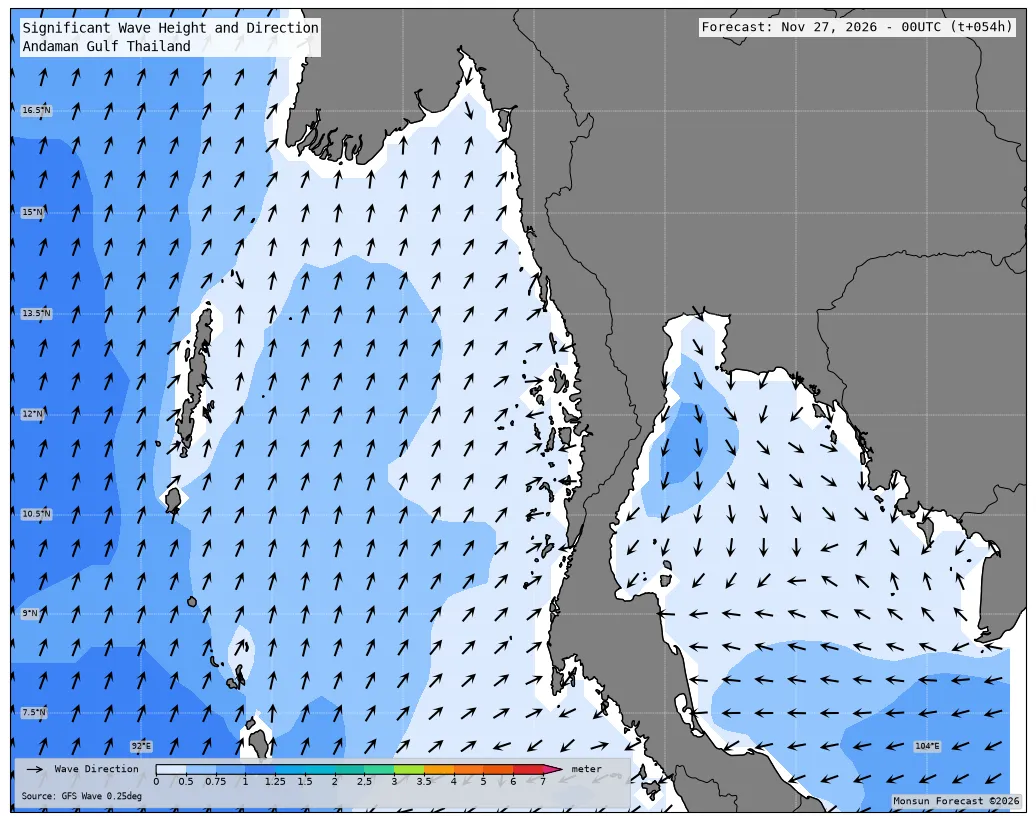 Significant Wave Height and Direction
Andaman Gulf Thailand
Forecast: Nov 27, 2026 - 00UTC (t+054h)
16.5°N
15°N
13.5°N
12°N
10.5°N
9°N
7.5°N
92°E
104°E
Wave Direction
0 0.5 0.75 1 1.25 1.5 2 2.5 3 3.5 4 5 6 7
meter
Source: GFS Wave 0.25deg
Monsun Forecast ©2026